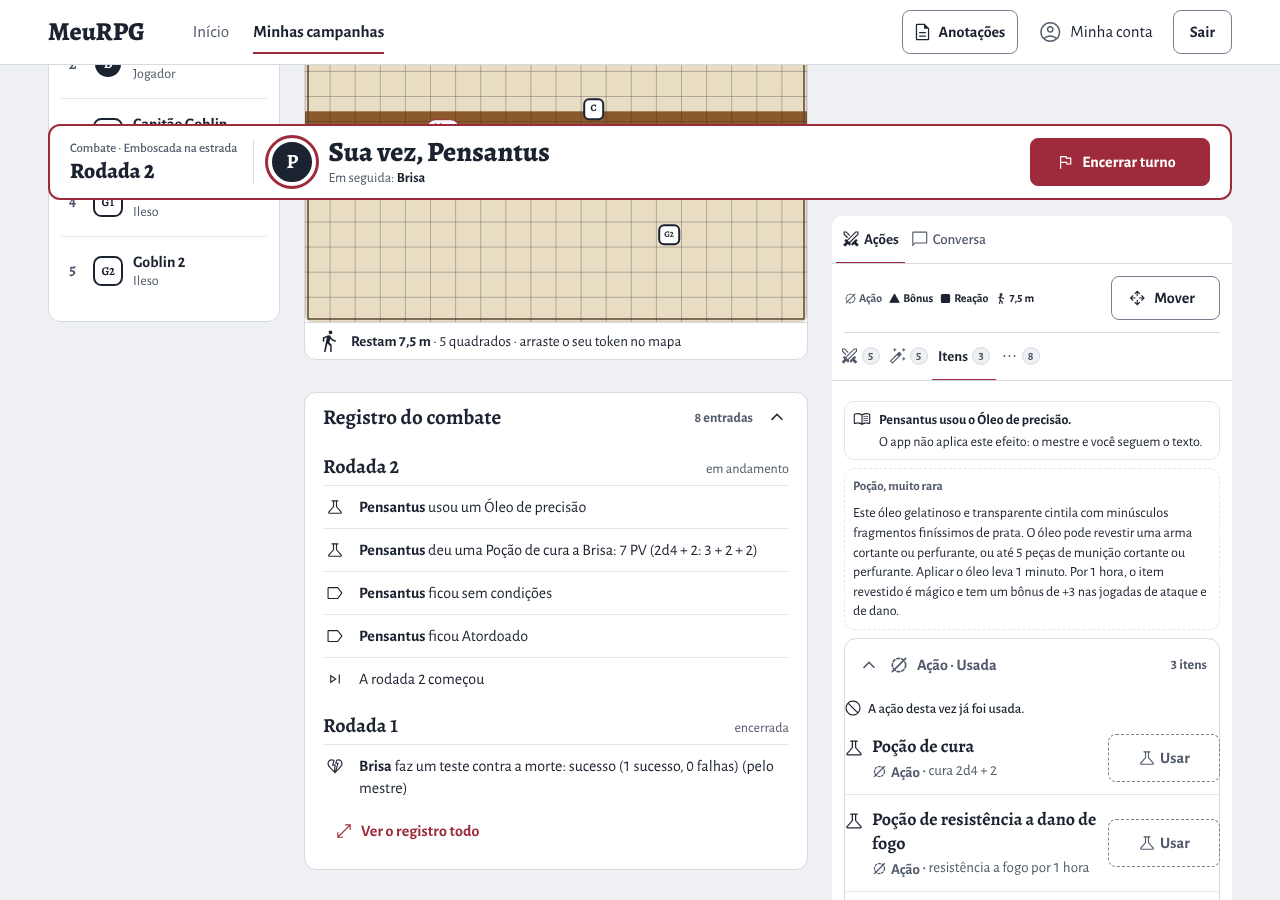 MeuRPG
Início
Minhas campanhas
Anotações
Minha conta
Sair
Jogador
C
Combate · Emboscada na estrada
Rodada 2
P
Sua vez, Pensantus
Em seguida: Brisa
Encerrar turno
4
G1
Ileso
5
G2
Goblin 2
Ileso
G2
Restam 7,5 m · 5 quadrados · arraste o seu token no mapa
Registro do combate
8 entradas
Rodada 2
em andamento
Pensantus usou um Óleo de precisão
Pensantus deu uma Poção de cura a Brisa: 7 PV (2d4 + 2: 3 + 2 + 2)
Pensantus ficou sem condições
Pensantus ficou Atordoado
A rodada 2 começou
Rodada 1
encerrada
Brisa faz um teste contra a morte: sucesso (1 sucesso, 0 falhas) (pelo
mestre)
Ver o registro todo
Ações
Conversa
Ação
Bônus
Reação
7,5 m
Mover
5
5
Itens 3
··· 8
Pensantus usou o Óleo de precisão.
O app não aplica este efeito: o mestre e você seguem o texto.
Poção, muito rara
Este óleo gelatinoso e transparente cintila com minúsculos
fragmentos finíssimos de prata. O óleo pode revestir uma arma
cortante ou perfurante, ou até 5 peças de munição cortante ou
perfurante. Aplicar o óleo leva 1 minuto. Por 1 hora, o item
revestido é mágico e tem um bônus de +3 nas jogadas de ataque e
de dano.
Ação · Usada
3 itens
A ação desta vez já foi usada.
Poção de cura
Ação · cura 2d4 + 2
Usar
Poção de resistência a dano de
fogo
Ação · resistência a fogo por 1 hora
Usar